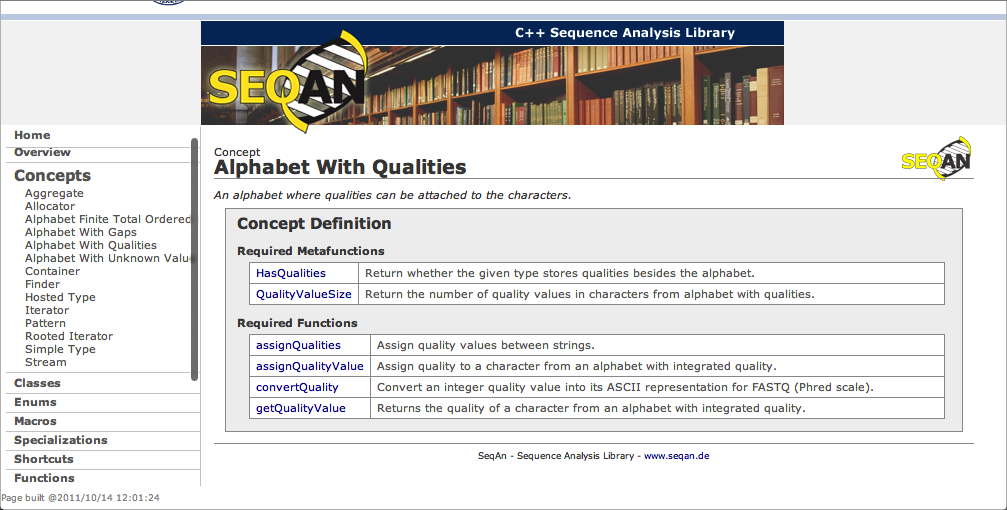 C++ Sequence Analysis Library
SEQAN
Home
Overview
Concepts
Aggregate
Allocator
Alphabet Finite Total Ordered
Alphabet With Gaps
Alphabet With Qualities
Alphabet With Unknown Value
Container
Finder
Hosted Type
Iterator
Pattern
Rooted Iterator
Simple Type
Stream
Classes
Enums
Macros
Specializations
Shortcuts
Functions
Page built @2011/10/14 12:01:24
Concept
Alphabet With Qualities
SEQAN
An alphabet where qualities can be attached to the characters.
Concept Definition
Required Metafunctions
HasQualities Return whether the given type stores qualities besides the alphabet.
QualityValueSize Return the number of quality values in characters from alphabet with qualities.
Required Functions
assignQualities Assign quality values between strings.
assignQualityValue Assign quality to a character from an alphabet with integrated quality.
convertQuality Convert an integer quality value into its ASCII representation for FASTQ (Phred scale).
getQualityValue Returns the quality of a character from an alphabet with integrated quality.
SeqAn - Sequence Analysis Library - www.seqan.de